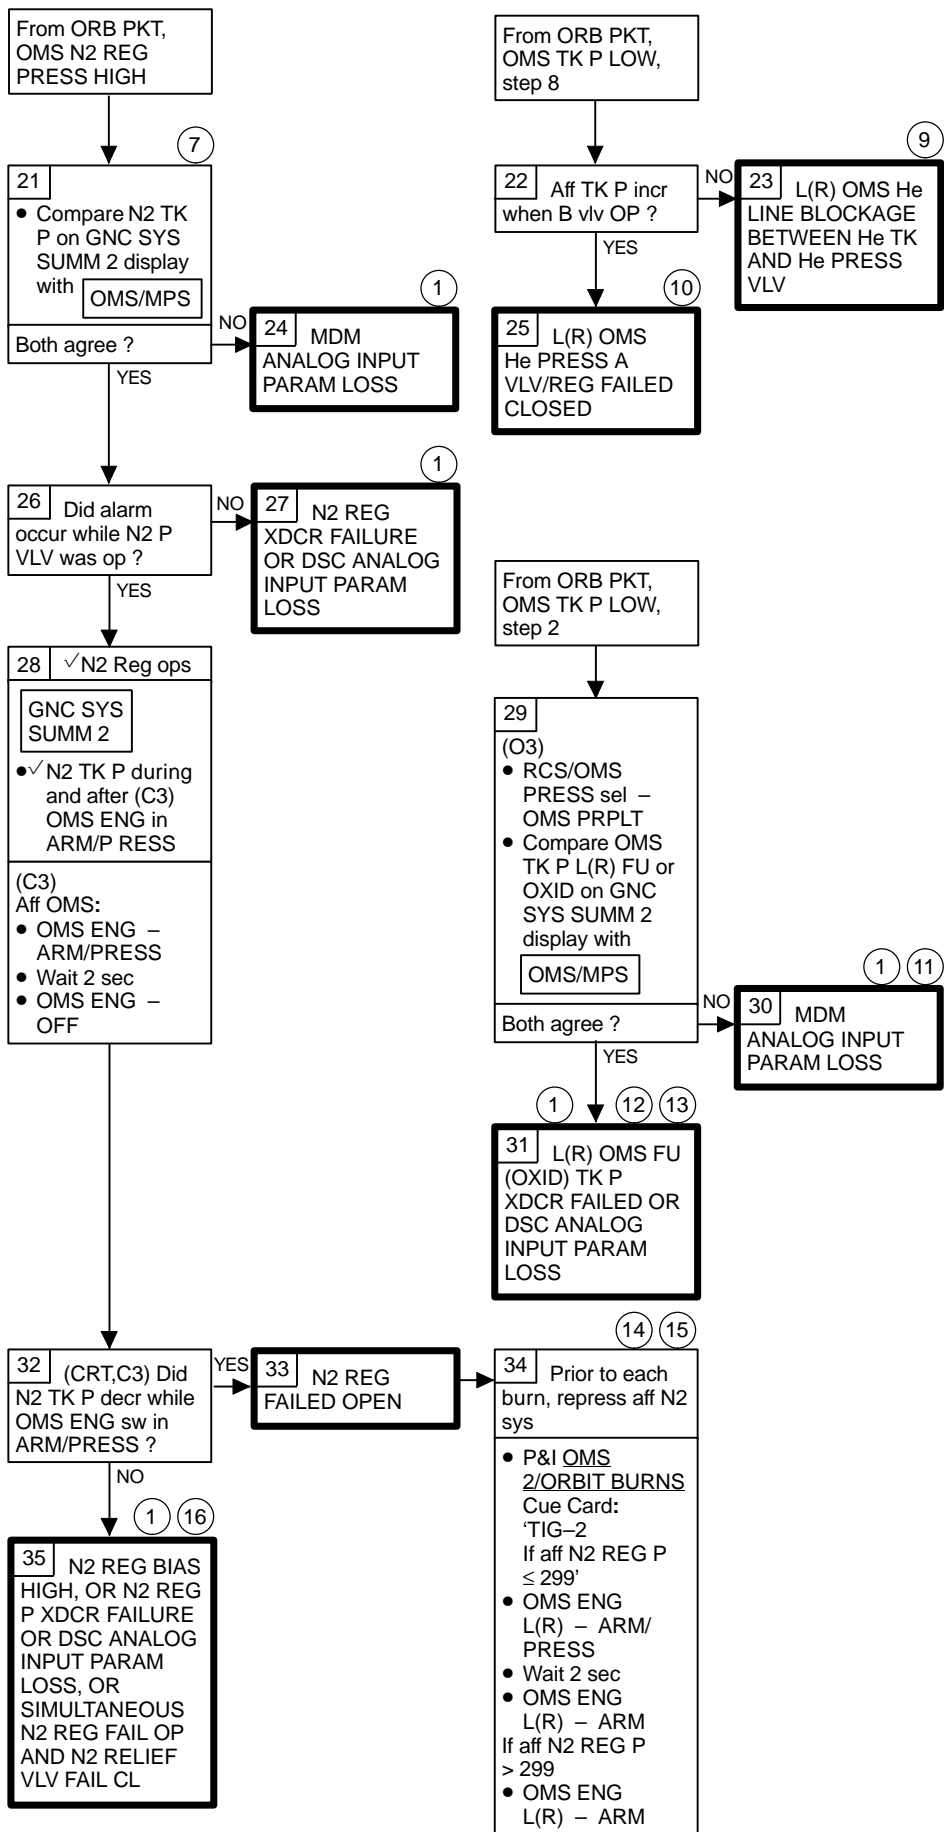 From ORB PKT,
OMS N2 REG
PRESS HIGH
7
21
• Compare N2 TK
P on GNC SYS
SUMM 2 display
with OMS/MPS
Both agree ?
NO
YES
1
24 MDM
ANALOG INPUT
PARAM LOSS
From ORB PKT,
OMS TK P LOW,
step 8
22 Aff TK P incr
when B vlv OP ?
NO
YES
9
23 L(R) OMS He
LINE BLOCKAGE
BETWEEN He TK
AND He PRESS
VLV
10
25 L(R) OMS
He PRESS A
VLV/REG FAILED
CLOSED
26 Did alarm
occur while N2 P
VLV was op ?
NO
YES
1
27 N2 REG
XDCR FAILURE
OR DSC ANALOG
INPUT PARAM
LOSS
28 √N2 Reg ops
GNC SYS
SUMM 2
•√N2 TK P during
and after (C3)
OMS ENG in
ARM/P RESS
(C3)
Aff OMS:
• OMS ENG –
ARM/PRESS
• Wait 2 sec
• OMS ENG –
OFF
From ORB PKT,
OMS TK P LOW,
step 2
29
(O3)
• RCS/OMS
PRESS sel –
OMS PRPLT
• Compare OMS
TK P L(R) FU or
OXID on GNC
SYS SUMM 2
display with
OMS/MPS
Both agree ?
NO
YES
1 11
30 MDM
ANALOG INPUT
PARAM LOSS
1 12 13
31 L(R) OMS FU
(OXID) TK P
XDCR FAILED OR
DSC ANALOG
INPUT PARAM
LOSS
32 (CRT,C3) Did
N2 TK P decr while
OMS ENG sw in
ARM/PRESS ?
YES
NO
33 N2 REG
FAILED OPEN
14 15
34 Prior to each
burn, repress aff N2
sys
• P&I OMS
2/ORBIT BURNS
Cue Card:
‘TIG–2
If aff N2 REG P
≤ 299’
• OMS ENG
L(R) – ARM/
PRESS
• Wait 2 sec
• OMS ENG
L(R) – ARM
If aff N2 REG P
> 299
• OMS ENG
L(R) – ARM
1 16
35 N2 REG BIAS
HIGH, OR N2 REG
P XDCR FAILURE
OR DSC ANALOG
INPUT PARAM
LOSS, OR
SIMULTANEOUS
N2 REG FAIL OP
AND N2 RELIEF
VLV FAIL CL